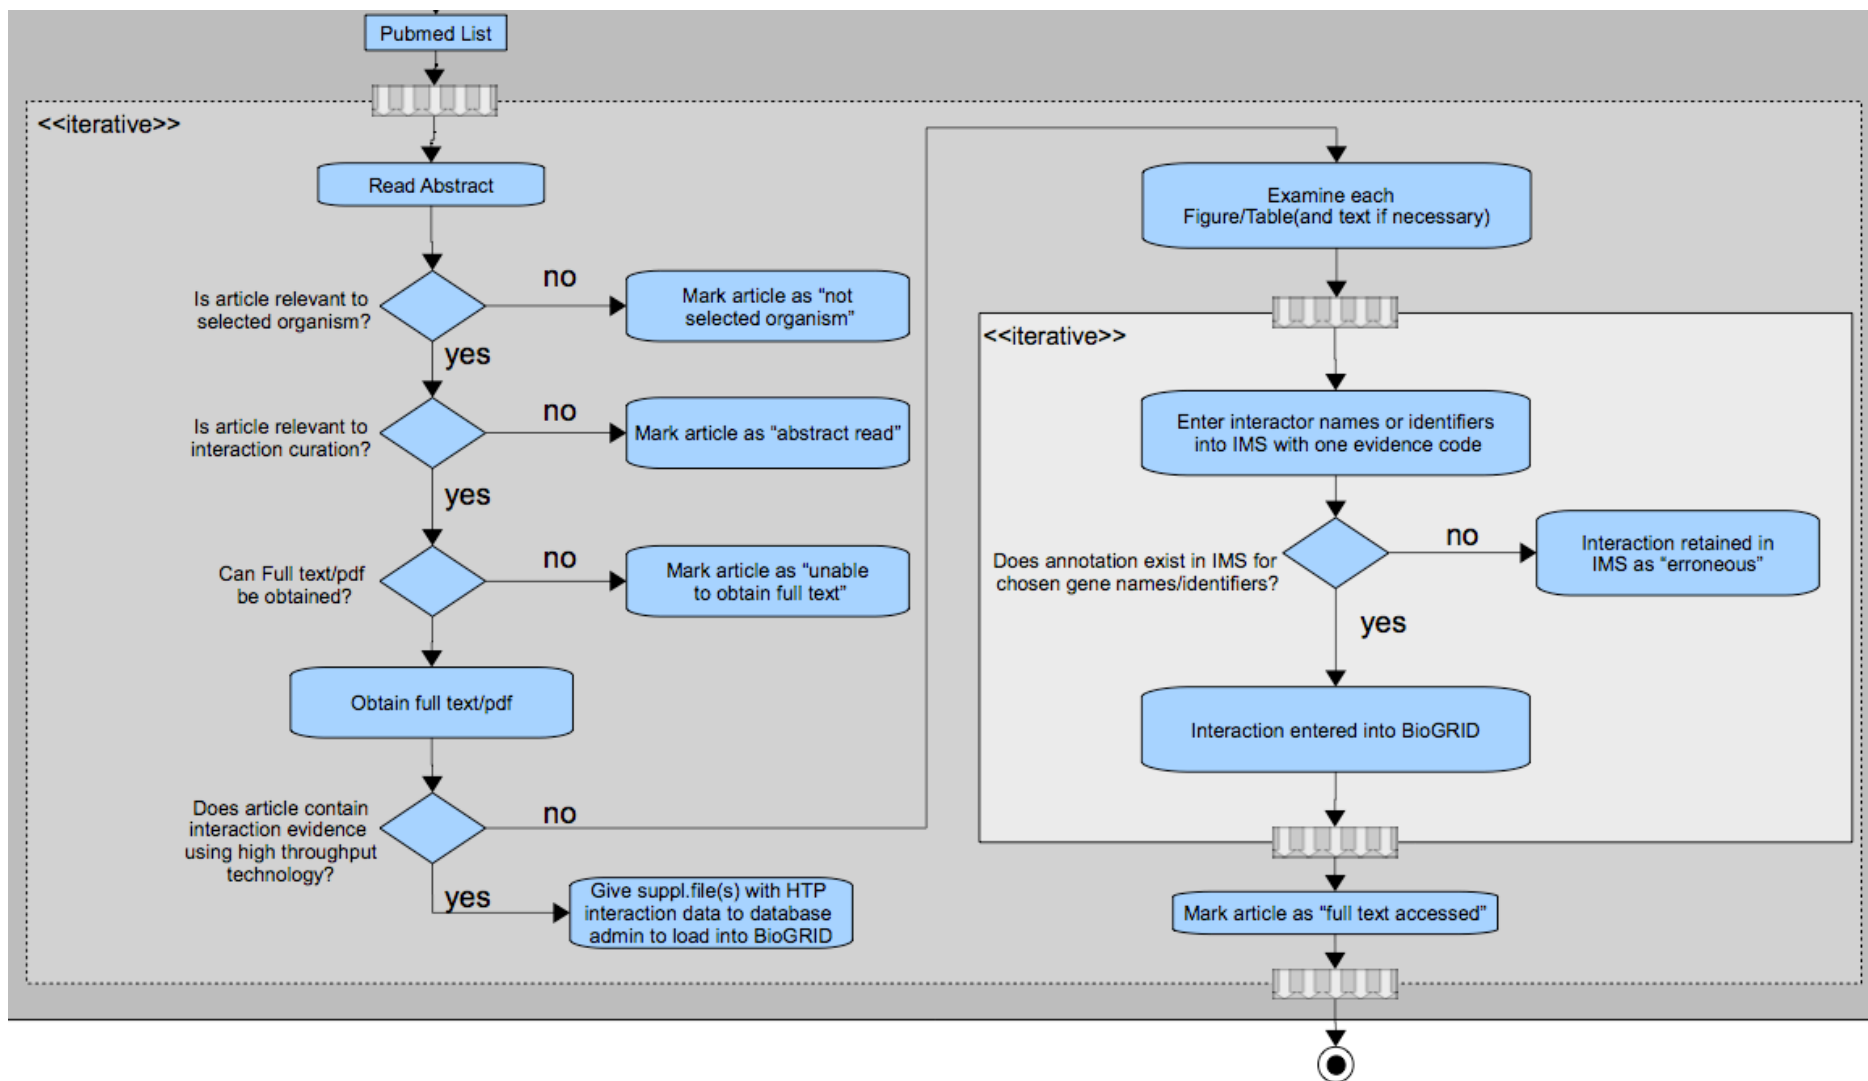 Pubmed List
<<iterative>>
Read Abstract
Is article relevant to
selected organism?
no
Mark article as “not
selected organism”
yes
Is article relevant to
interaction curation?
no
Mark article as “abstract read”
yes
Can Full text/pdf
be obtained?
no
Mark article as “unable
to obtain full text”
Obtain full text/pdf
Does article contain
interaction evidence
using high throughput
technology?
no
yes
Give suppl.file(s) with HTP
interaction data to database
admin to load into BioGRID
Examine each
Figure/Table(and text if necessary)
<<iterative>>
Enter interactor names or identifiers
into IMS with one evidence code
Does annotation exist in IMS for
chosen gene names/identifiers?
no
Interaction retained in
IMS as “erroneous”
yes
Interaction entered into BioGRID
Mark article as “full text accessed”